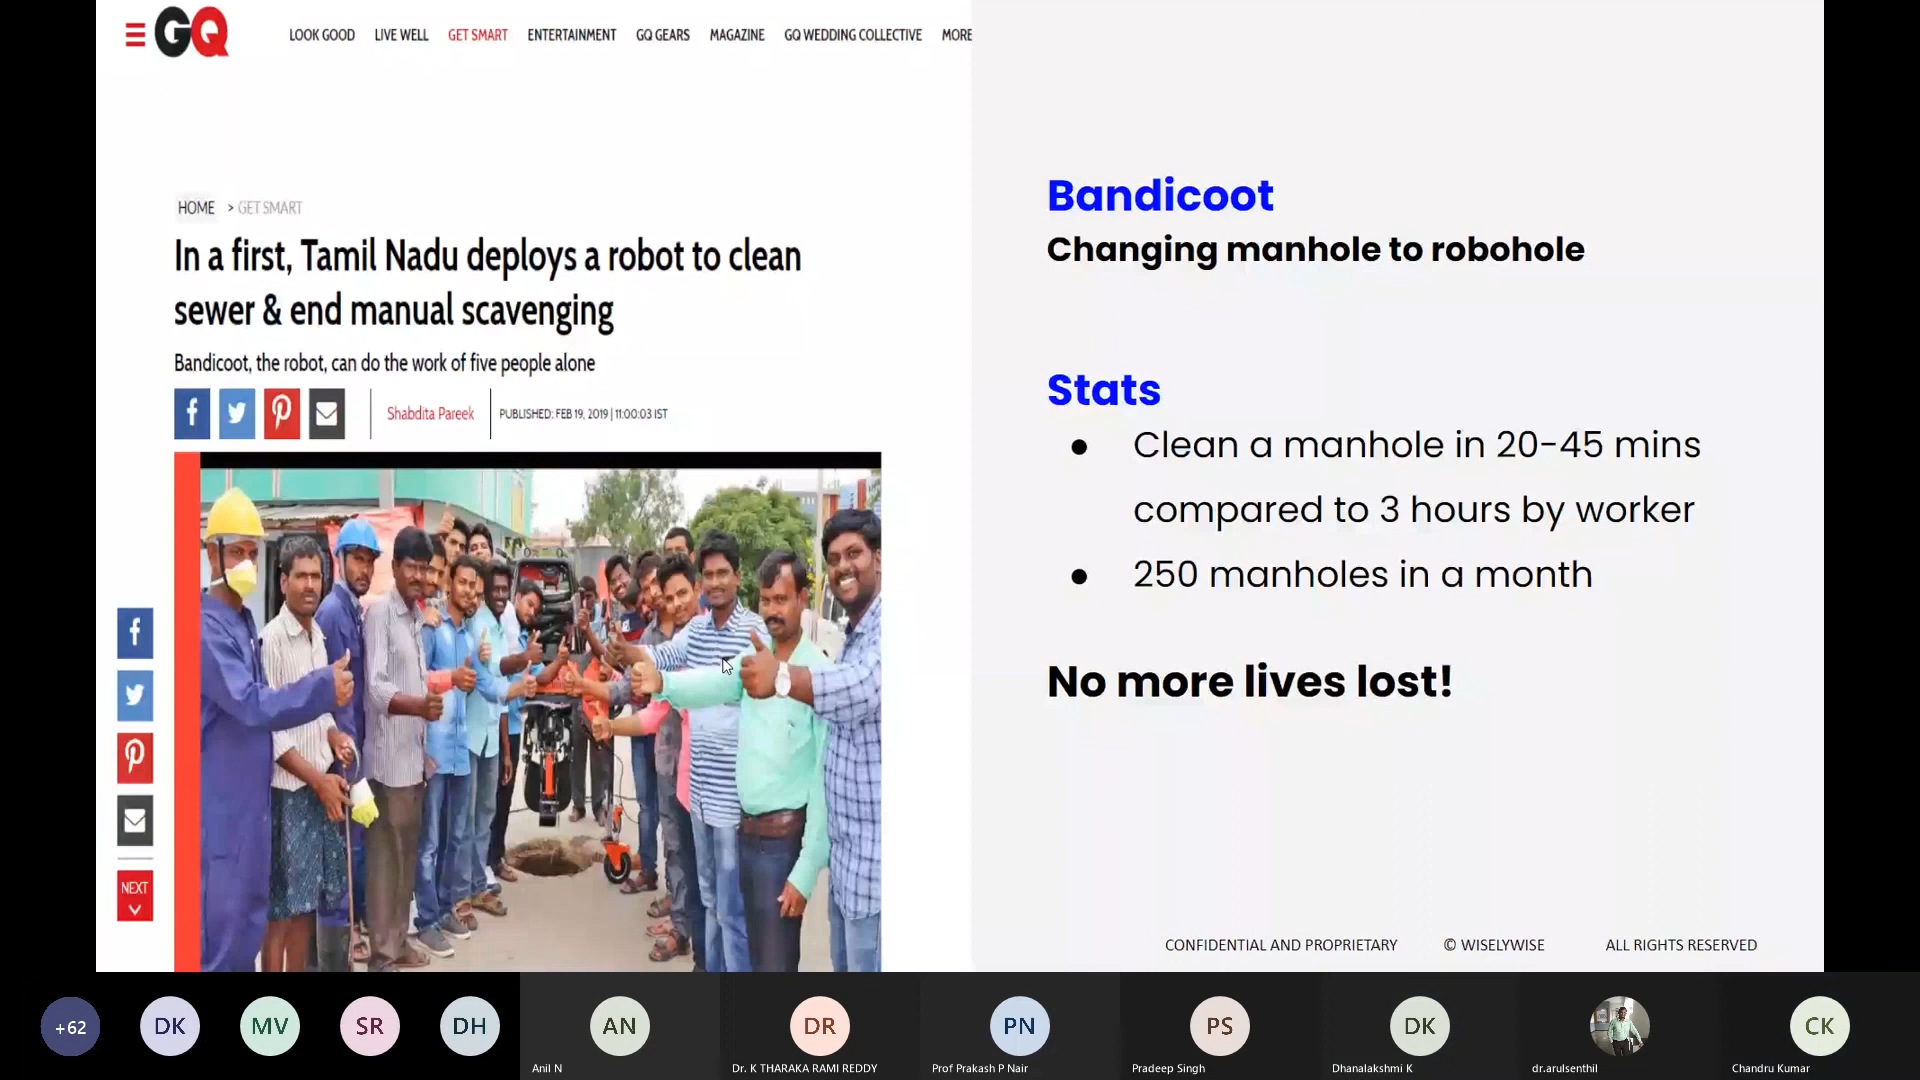 GQ
LOOK GOOD LIVE WELL GET SMART ENTERTAINMENT GQ GEARS MAGAZINE GQ WEDDING COLLECTIVE MORE
HOME > GET SMART
In a first, Tamil Nadu deploys a robot to clean
sewer & end manual scavenging
Bandicoot, the robot, can do the work of five people alone
Shabdita Pareek
PUBLISHED: FEB 19, 2019 | 11:00:03 IST
NEXT
Bandicoot
Changing manhole to robohole
Stats
● Clean a manhole in 20-45 mins
compared to 3 hours by worker
● 250 manholes in a month
No more lives lost!
CONFIDENTIAL AND PROPRIETARY © WISELYWISE ALL RIGHTS RESERVED
+62 DK MV SR DH AN DR PN PS DK CK
Anil N Dr. K THARAKA RAMI REDDY Prof Prakash P Nair Pradeep Singh Dhanalakshmi K dr.arulsenthil Chandru Kumar